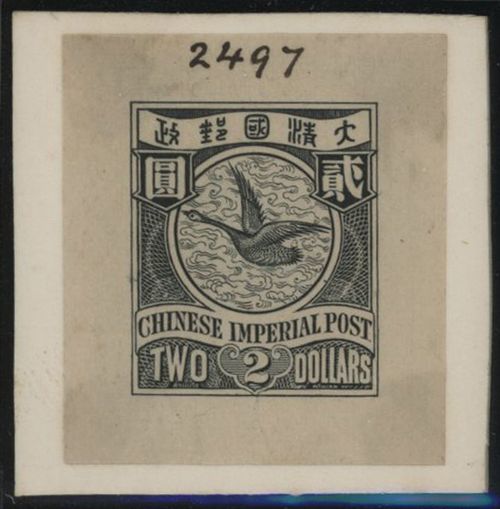 2497
大清國郵政
貳圓
CHINESE IMPERIAL POST
TWO 2 DOLLARS